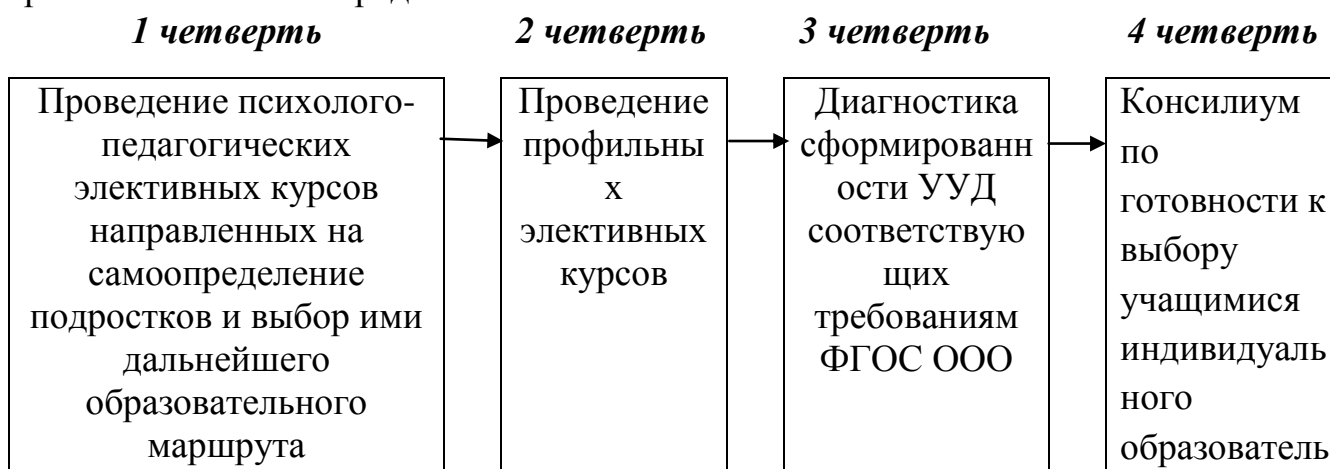 1 четверть
2 четверть
3 четверть
4 четверть
Проведение психолого-
педагогических
элективных курсов
направленных на
самоопределение
подростков и выбор ими
дальнейшего
образовательного
маршрута
Проведение
профильны
х
элективных
курсов
Диагностика
сформированн
ости УУД
соответствую
щих
требованиям
ФГОС ООО
Консилиум
по
готовности к
выбору
учащимися
индивидуаль
ного
образователь